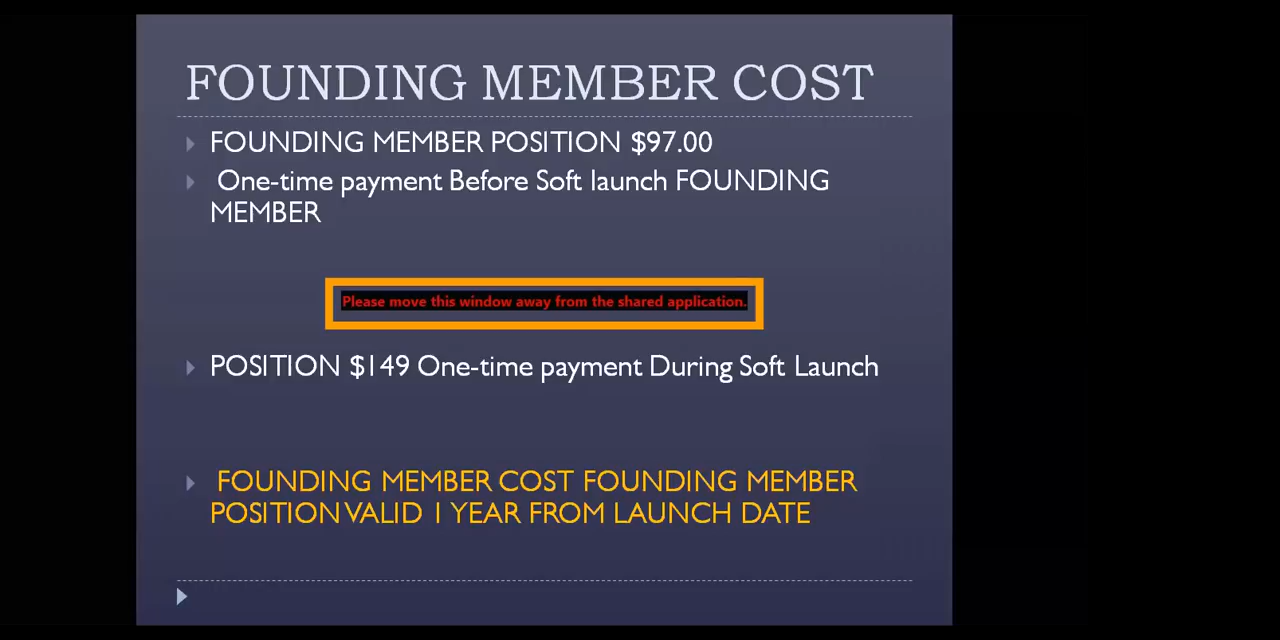 FOUNDING MEMBER COST
FOUNDING MEMBER POSITION $97.00
One-time payment Before Soft launch FOUNDING
MEMBER
Please move this window away from the shared application.
POSITION $149 One-time payment During Soft Launch
FOUNDING MEMBER COST FOUNDING MEMBER
POSITION VALID 1 YEAR FROM LAUNCH DATE